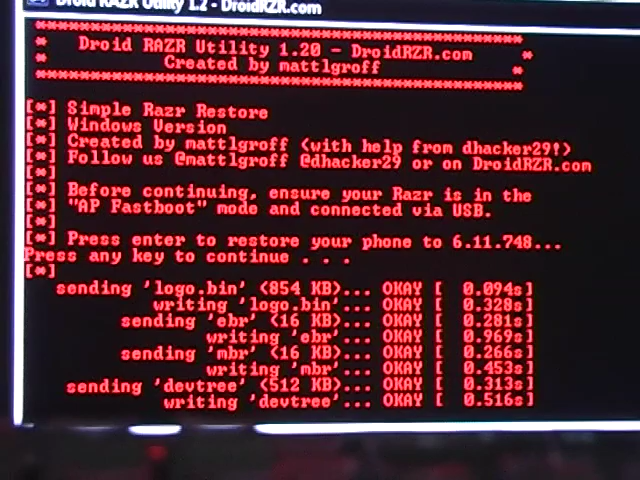 Droid RAZR Utility 1.2 - DroidRZR.com
****************************************************
* Droid RAZR Utility 1.20 - DroidRZR.com *
* Created by mattlgroff *
****************************************************
[*] Simple Razr Restore
[*] Windows Version
[*] Created by mattlgroff (with help from dhacker29!)
[*] Follow us @mattlgroff @dhacker29 or on DroidRZR.com
[*]
[*] Before continuing, ensure your Razr is in the
[*] "AP Fastboot" mode and connected via USB.
[*]
[*] Press enter to restore your phone to 6.11.748...
Press any key to continue . . .
[*]
sending 'logo.bin' (854 KB)... OKAY [ 0.094s]
writing 'logo.bin'... OKAY [ 0.328s]
sending 'ebr' (16 KB)... OKAY [ 0.281s]
writing 'ebr'... OKAY [ 0.969s]
sending 'mbr' (16 KB)... OKAY [ 0.266s]
writing 'mbr'... OKAY [ 0.453s]
sending 'devtree' (512 KB)... OKAY [ 0.313s]
writing 'devtree'... OKAY [ 0.516s]